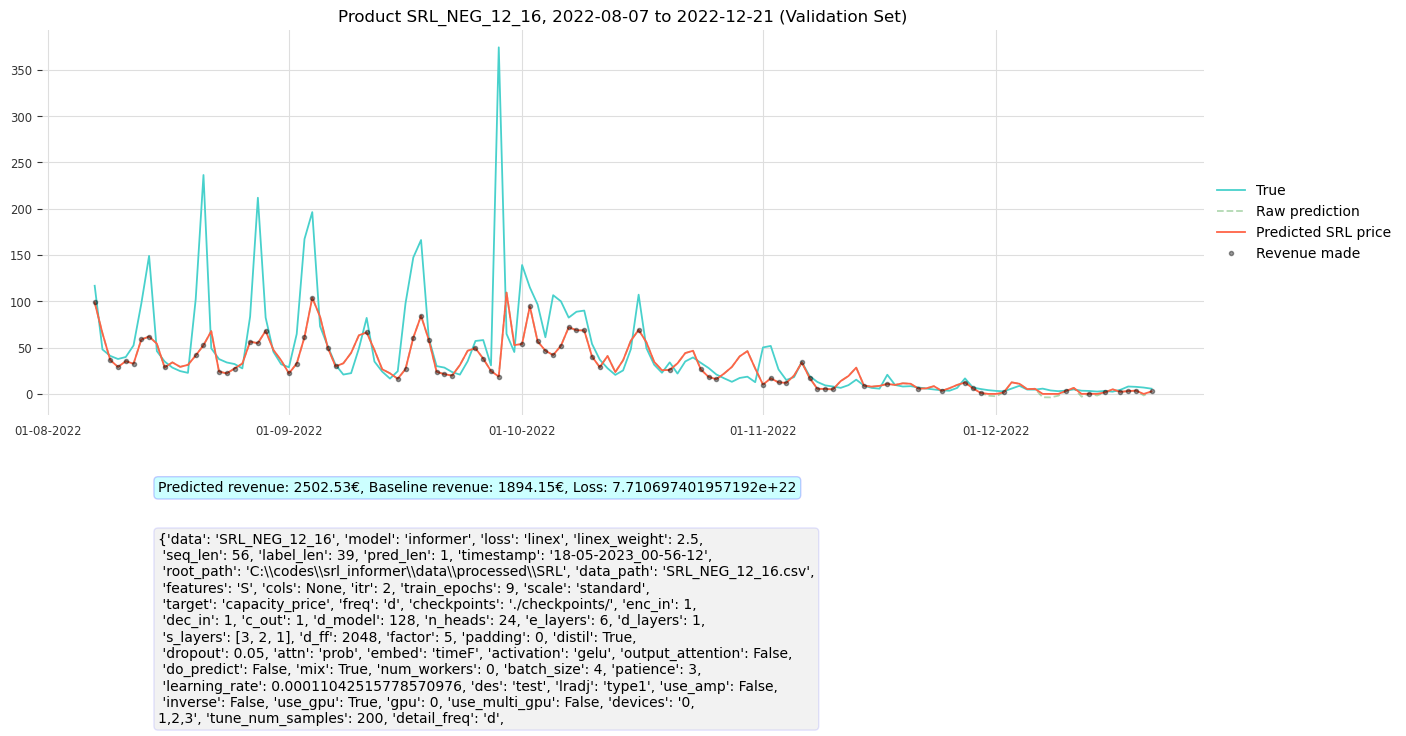 Product SRL_NEG_12_16, 2022-08-07 to 2022-12-21 (Validation Set)
350
300
250
200
150
100
50
0
01-08-2022
01-09-2022
01-10-2022
01-11-2022
01-12-2022
True
Raw prediction
Predicted SRL price
Revenue made
Predicted revenue: 2502.53€, Baseline revenue: 1894.15€, Loss: 7.710697401957192e+22
{'data': 'SRL_NEG_12_16', 'model': 'informer', 'loss': 'linex', 'linex_weight': 2.5,
'seq_len': 56, 'label_len': 39, 'pred_len': 1, 'timestamp': '18-05-2023_00-56-12',
'root_path': 'C:\\codes\\srl_informer\\data\\processed\\SRL', 'data_path': 'SRL_NEG_12_16.csv',
'features': 'S', 'cols': None, 'itr': 2, 'train_epochs': 9, 'scale': 'standard',
'target': 'capacity_price', 'freq': 'd', 'checkpoints': './checkpoints/', 'enc_in': 1,
'dec_in': 1, 'c_out': 1, 'd_model': 128, 'n_heads': 24, 'e_layers': 6, 'd_layers': 1,
's_layers': [3, 2, 1], 'd_ff': 2048, 'factor': 5, 'padding': 0, 'distil': True,
'dropout': 0.05, 'attn': 'prob', 'embed': 'timeF', 'activation': 'gelu', 'output_attention': False,
'do_predict': False, 'mix': True, 'num_workers': 0, 'batch_size': 4, 'patience': 3,
'learning_rate': 0.00011042515778570976, 'des': 'test', 'lradj': 'type1', 'use_amp': False,
'inverse': False, 'use_gpu': True, 'gpu': 0, 'use_multi_gpu': False, 'devices': '0,
1,2,3', 'tune_num_samples': 200, 'detail_freq': 'd',